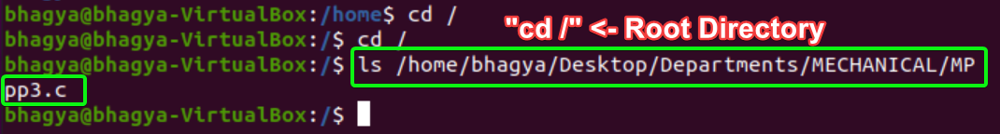 bhagya@bhagya-VirtualBox:/home$ cd /
bhagya@bhagya-VirtualBox:/$ cd /
"cd /" <- Root Directory
bhagya@bhagya-VirtualBox:/$ ls /home/bhagya/Desktop/Departments/MECHANICAL/MP
pp3.c
bhagya@bhagya-VirtualBox:/$